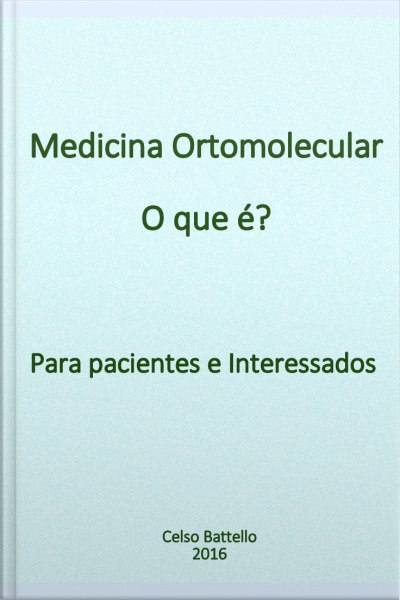 Medicina Ortomolecular
O que é?
Para pacientes e Interessados
Celso Battello
2016